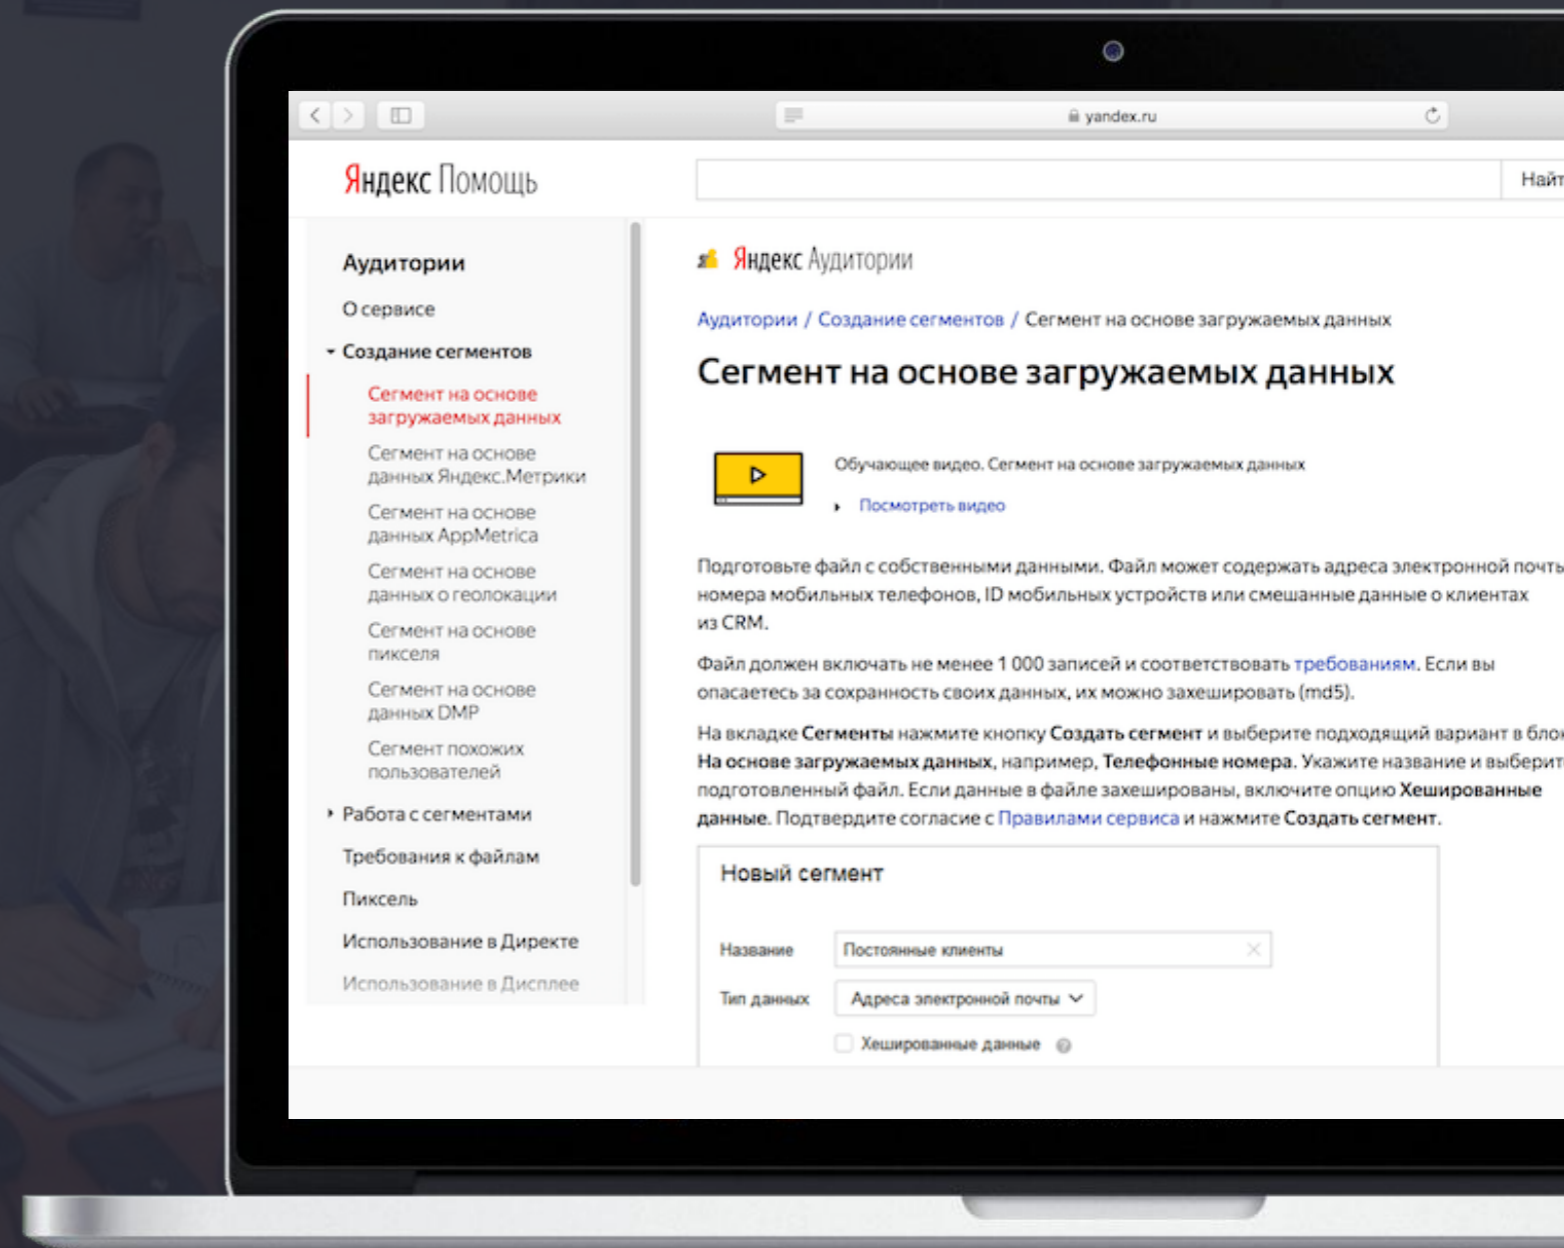 yandex.ru
Яндекс Помощь
Найт
Аудитории
О сервисе
Создание сегментов
Сегмент на основе
загружаемых данных
Сегмент на основе
данных Яндекс.Метрики
Сегмент на основе
данных AppMetrica
Сегмент на основе
данных о геолокации
Сегмент на основе
пикселя
Сегмент на основе
данных DMP
Сегмент похожих
пользователей
Работа с сегментами
Требования к файлам
Пиксель
Использование в Директе
Использование в Дисплее
Яндекс Аудитории
Аудитории / Создание сегментов / Сегмент на основе загружаемых данных
Сегмент на основе загружаемых данных
Обучающее видео. Сегмент на основе загружаемых данных
Посмотреть видео
Подготовьте файл с собственными данными. Файл может содержать адреса электронной почты
номера мобильных телефонов, ID мобильных устройств или смешанные данные о клиентах
из CRM.
Файл должен включать не менее 1 000 записей и соответствовать требованиям. Если вы
опасаетесь за сохранность своих данных, их можно захешировать (md5).
На вкладке Сегменты нажмите кнопку Создать сегмент и выберите подходящий вариант в блок
На основе загружаемых данных, например, Телефонные номера. Укажите название и выберит
подготовленный файл. Если данные в файле захешированы, включите опцию Хешированные
данные. Подтвердите согласие с Правилами сервиса и нажмите Создать сегмент.
Новый сегмент
Название Постоянные клиенты
Тип данных Адреса электронной почты
Хешированные данные